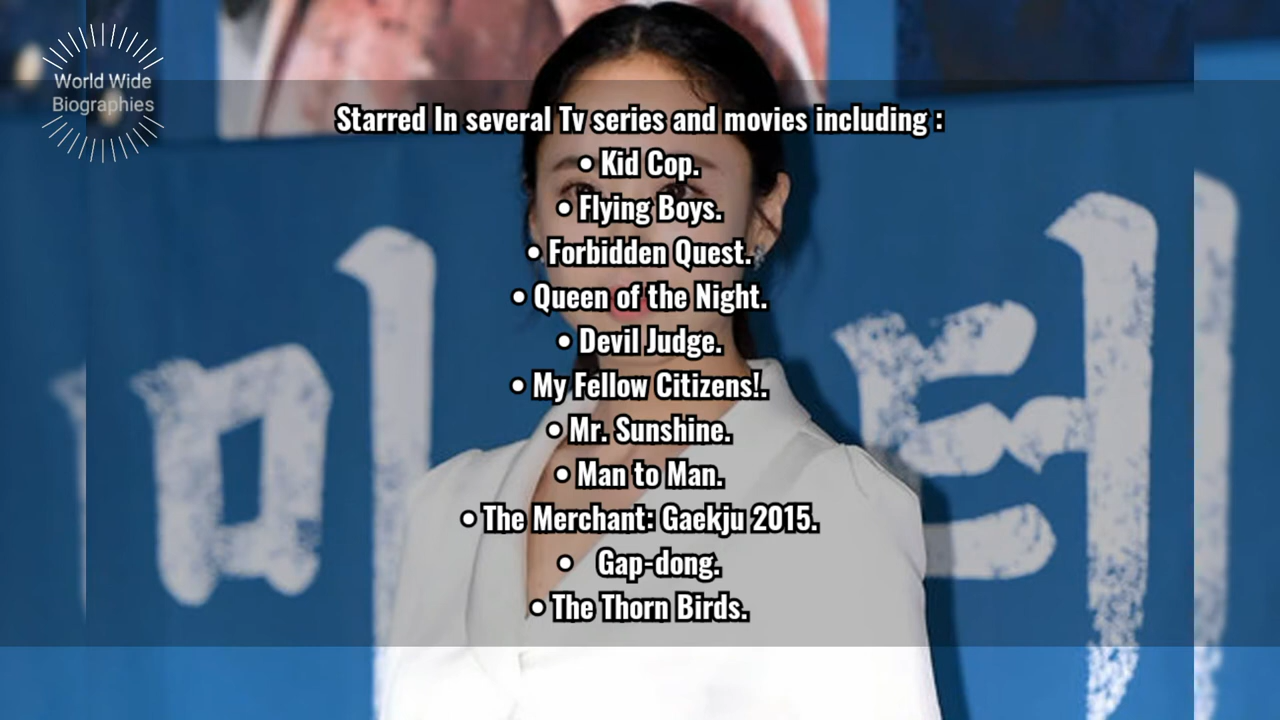 World Wide
Biographies
Starred In several Tv series and movies including :
• Kid Cop.
• Flying Boys.
• Forbidden Quest.
• Queen of the Night.
• Devil Judge.
• My Fellow Citizens!.
• Mr. Sunshine.
• Man to Man.
• The Merchant: Gaekju 2015.
• Gap-dong.
• The Thorn Birds.
미 터